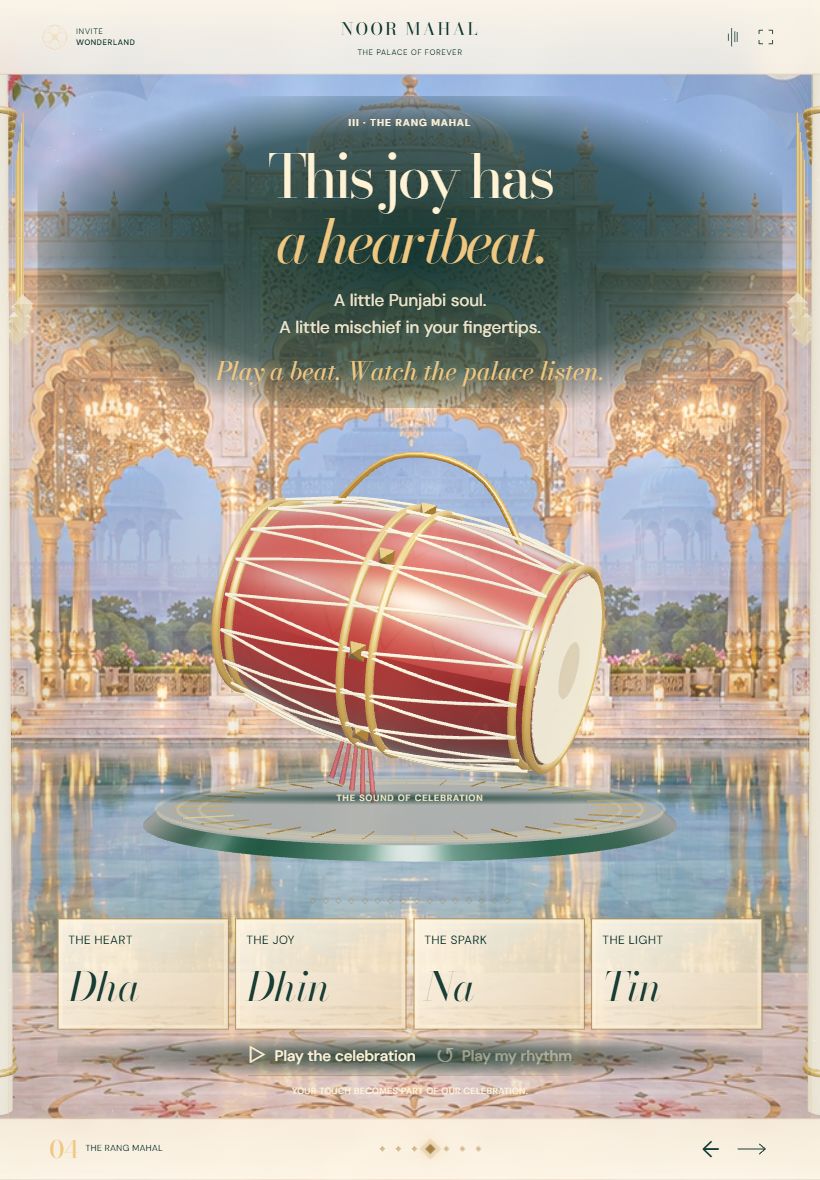 INVITE
WONDERLAND
NOOR MAHAL
THE PALACE OF FOREVER
III · THE RANG MAHAL
This joy has
a heartbeat.
A little Punjabi soul.
A little mischief in your fingertips.
Play a beat. Watch the palace listen.
THE SOUND OF CELEBRATION
THE HEART
Dha
THE JOY
Dhin
THE SPARK
Na
THE LIGHT
Tin
Play the celebration
Play my rhythm
YOUR TOUCH BECOMES PART OF OUR CELEBRATION.
04 THE RANG MAHAL